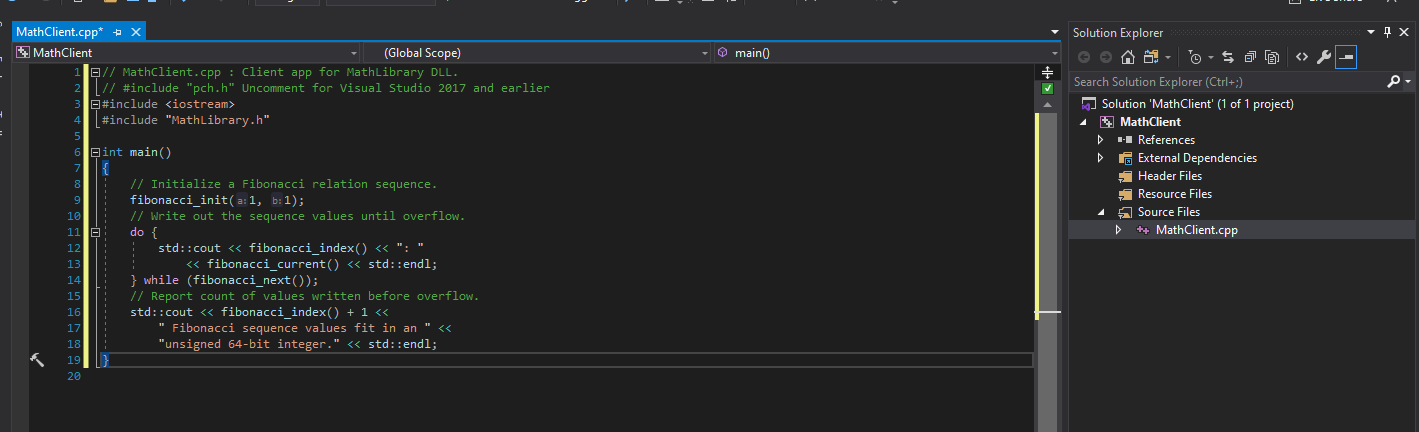 MathClient.cpp*
MathClient
(Global Scope)
main()
1 // MathClient.cpp : Client app for MathLibrary DLL.
2 // #include "pch.h" Uncomment for Visual Studio 2017 and earlier
3 #include <iostream>
4 #include "MathLibrary.h"
5
6 int main()
7 {
8 // Initialize a Fibonacci relation sequence.
9 fibonacci_init(a:1, b:1);
10 // Write out the sequence values until overflow.
11 do {
12 std::cout << fibonacci_index() << ": "
13 << fibonacci_current() << std::endl;
14 } while (fibonacci_next());
15 // Report count of values written before overflow.
16 std::cout << fibonacci_index() + 1 <<
17 " Fibonacci sequence values fit in an " <<
18 "unsigned 64-bit integer." << std::endl;
19 }
20
Solution Explorer
Search Solution Explorer (Ctrl+;)
Solution 'MathClient' (1 of 1 project)
MathClient
References
External Dependencies
Header Files
Resource Files
Source Files
MathClient.cpp